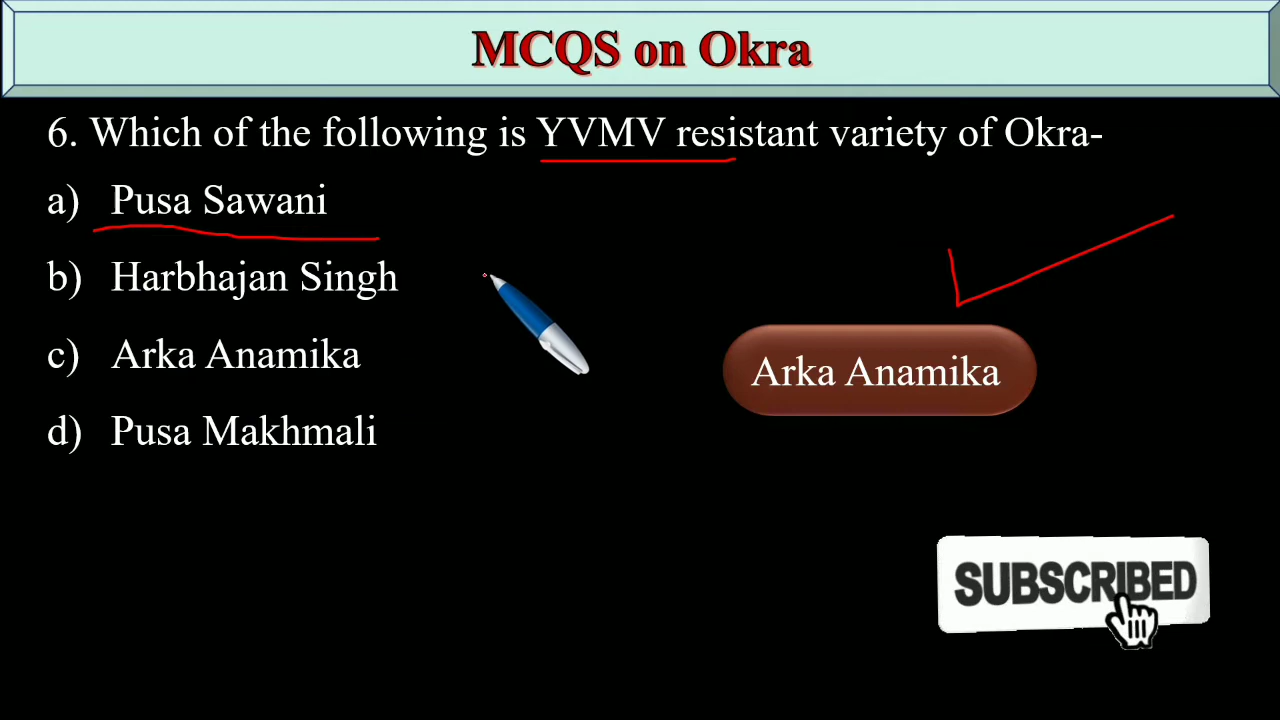 MCQS on Okra
6. Which of the following is YVMV resistant variety of Okra-
a) Pusa Sawani
b) Harbhajan Singh
c) Arka Anamika
d) Pusa Makhmali
Arka Anamika
SUBSCRIBED